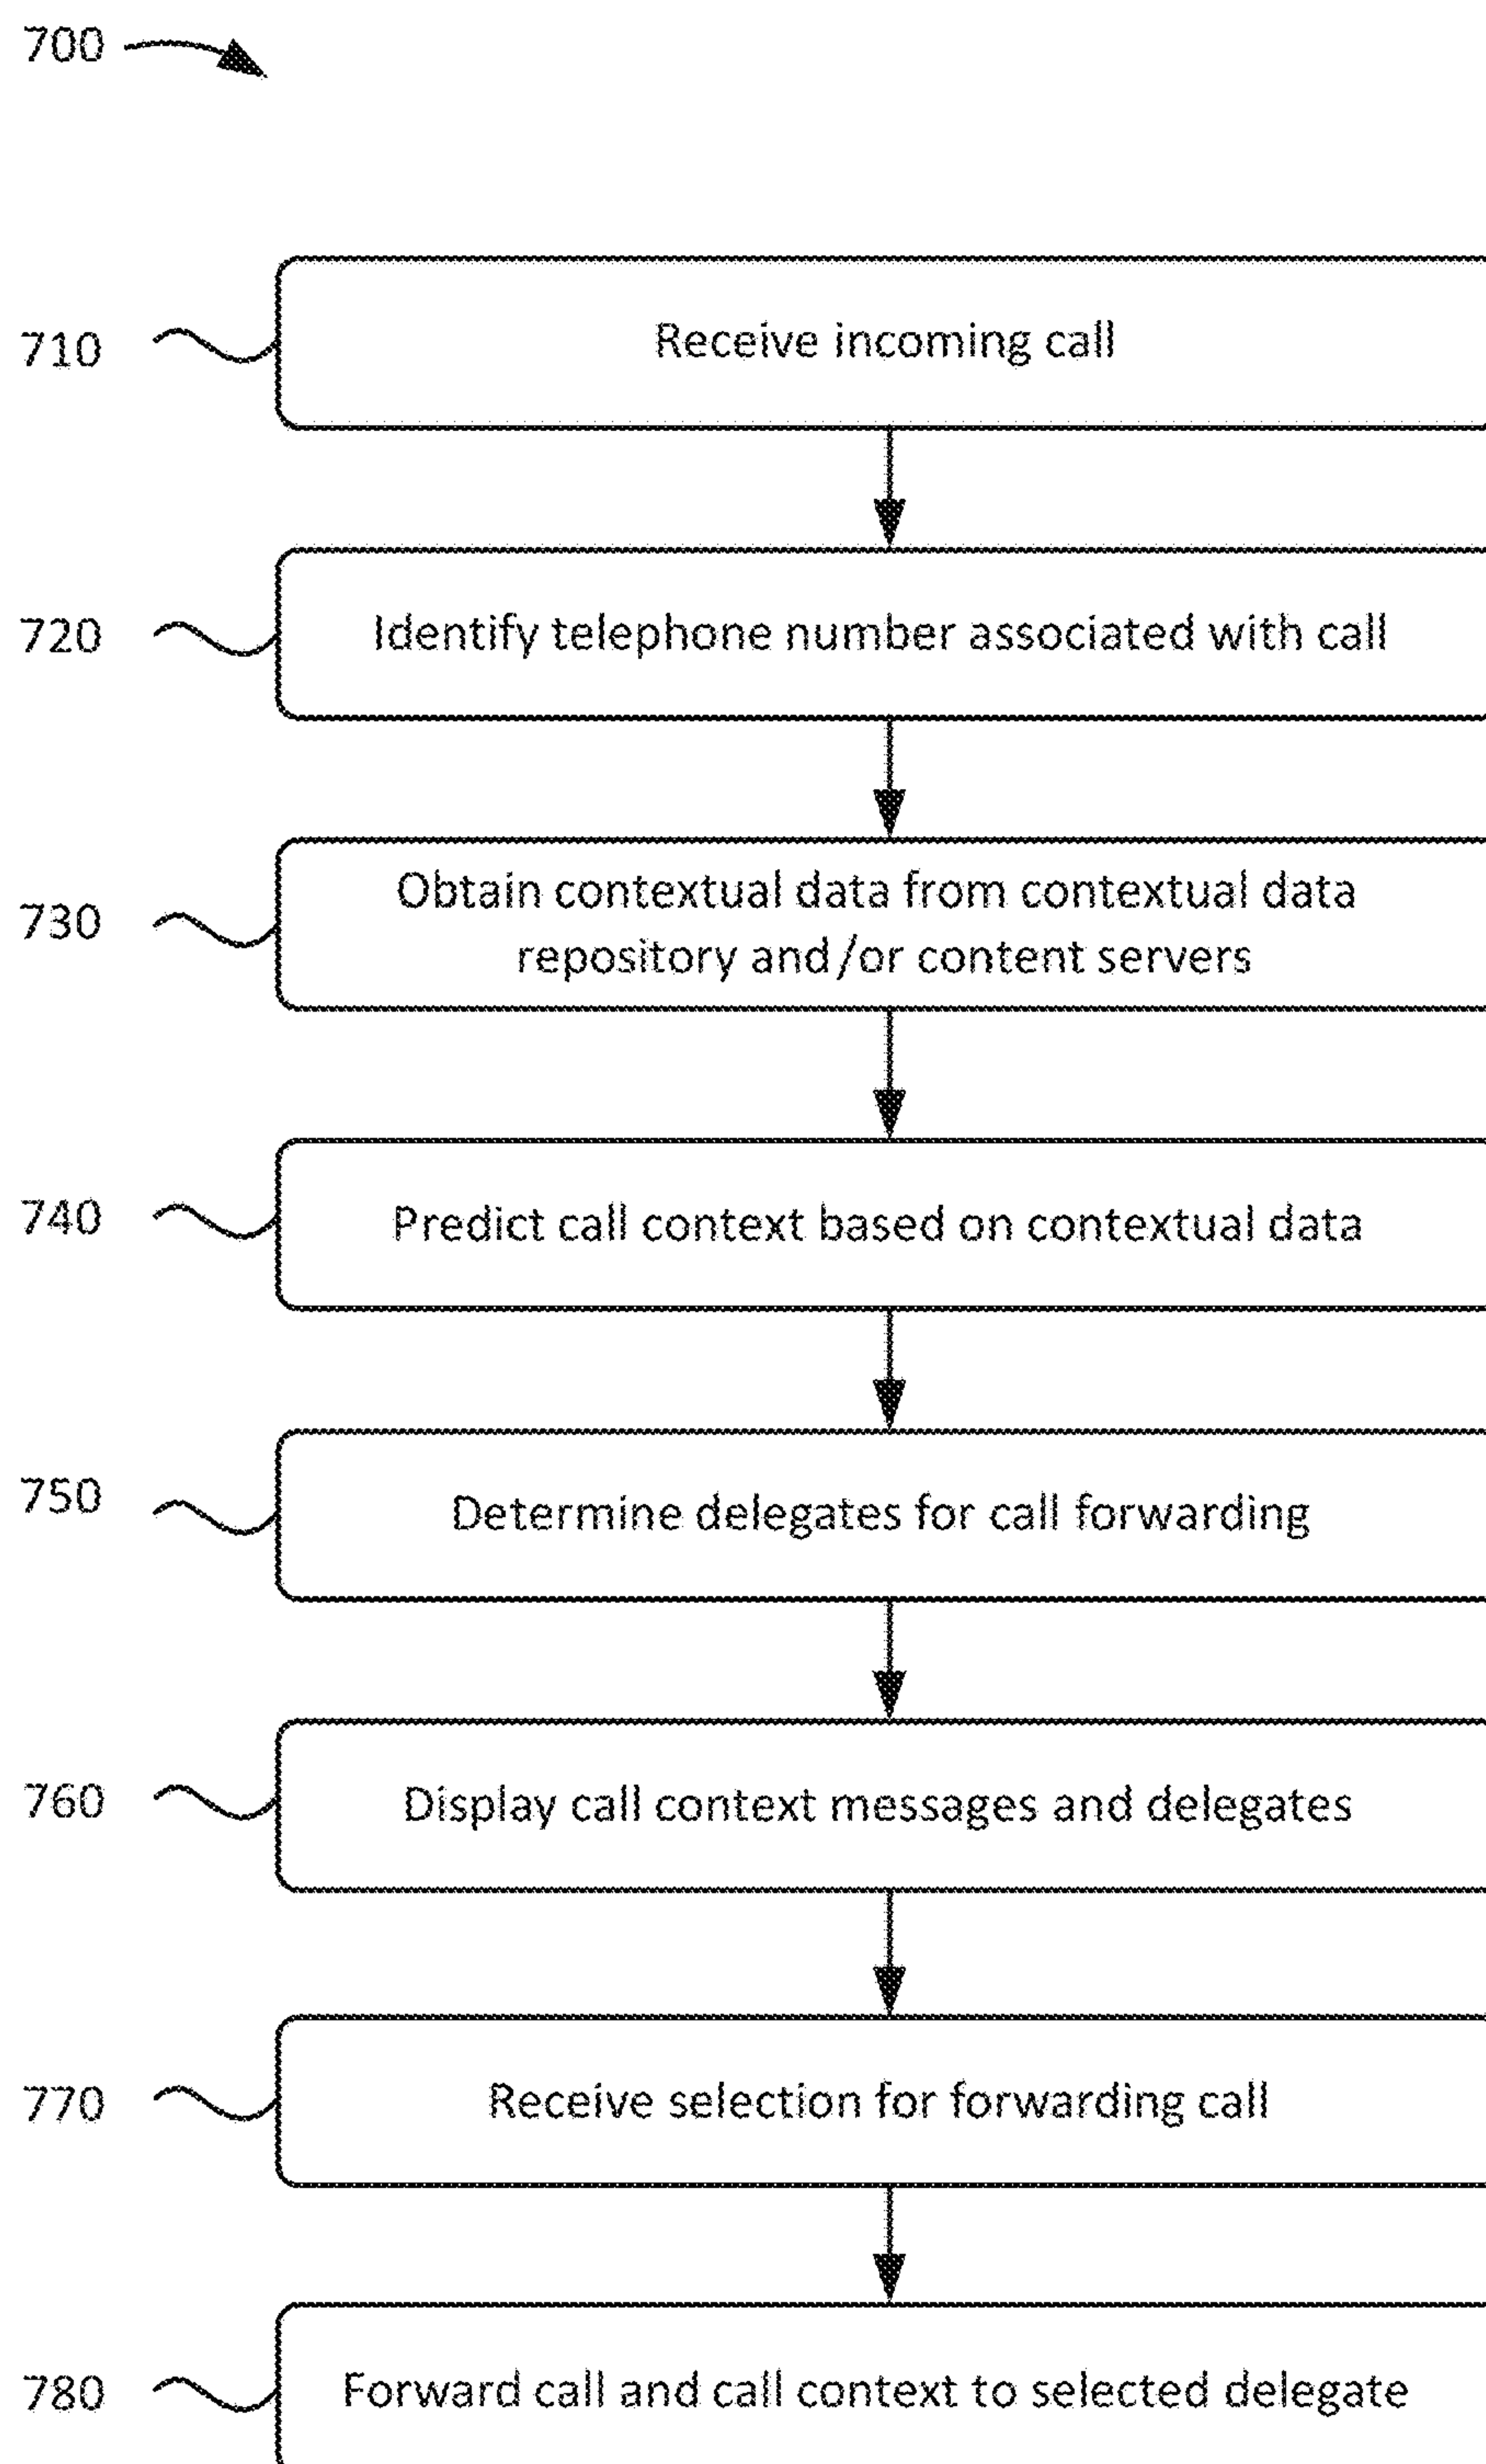 700
710
Receive incoming call
720
Identify telephone number associated with call
730
Obtain contextual data from contextual data
repository and/or content servers
740
Predict call context based on contextual data
750
Determine delegates for call forwarding
760
Display call context messages and delegates
770
Receive selection for forwarding call
780
Forward call and call context to selected delegate